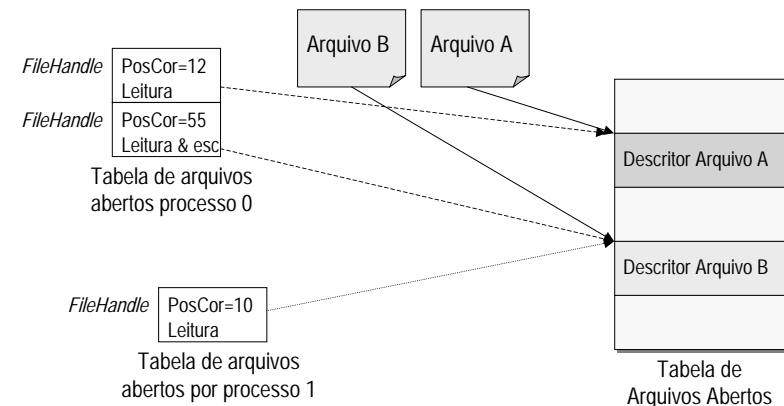 Arquivo B
Arquivo A
FileHandle
PosCor=12
Leitura
FileHandle
PosCor=55
Leitura & esc
Tabela de arquivos
abertos processo 0
Descritor Arquivo A
Descritor Arquivo B
FileHandle
PosCor=10
Leitura
Tabela de arquivos
abertos por processo 1
Tabela de
Arquivos Abertos